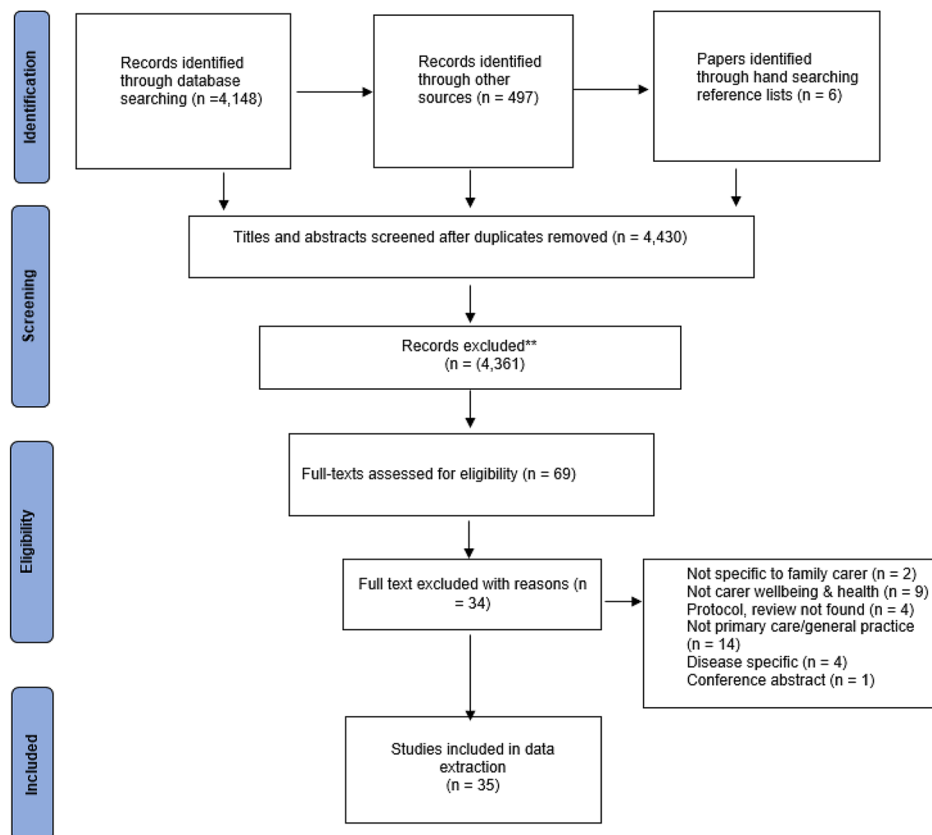 Identification
Records identified
through database
searching (n =4,148)
Records identified
through other
sources (n = 497)
Papers identified
through hand searching
reference lists (n = 6)
Screening
Titles and abstracts screened after duplicates removed (n = 4,430)
Records excluded**
(n = (4,361)
Eligibility
Full-texts assessed for eligibility (n = 69)
Full text excluded with reasons (n
= 34)
Not specific to family carer (n = 2)
Not carer wellbeing & health (n = 9)
Protocol, review not found (n = 4)
Not primary care/general practice
(n = 14)
Disease specific (n = 4)
Conference abstract (n = 1)
Included
Studies included in data
extraction
(n = 35)